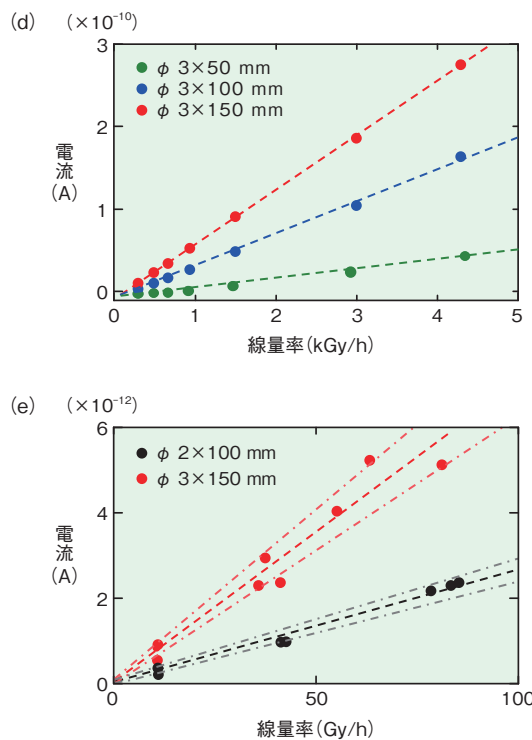 (d) (×10⁻¹⁰)
3
φ 3×50 mm
φ 3×100 mm
φ 3×150 mm
2
電流
(A)
1
0
0 1 2 3 4 5
線量率(kGy/h)
(e) (×10⁻¹²)
6
φ 2×100 mm
φ 3×150 mm
4
電流
(A)
2
0
0 50 100
線量率(Gy/h)